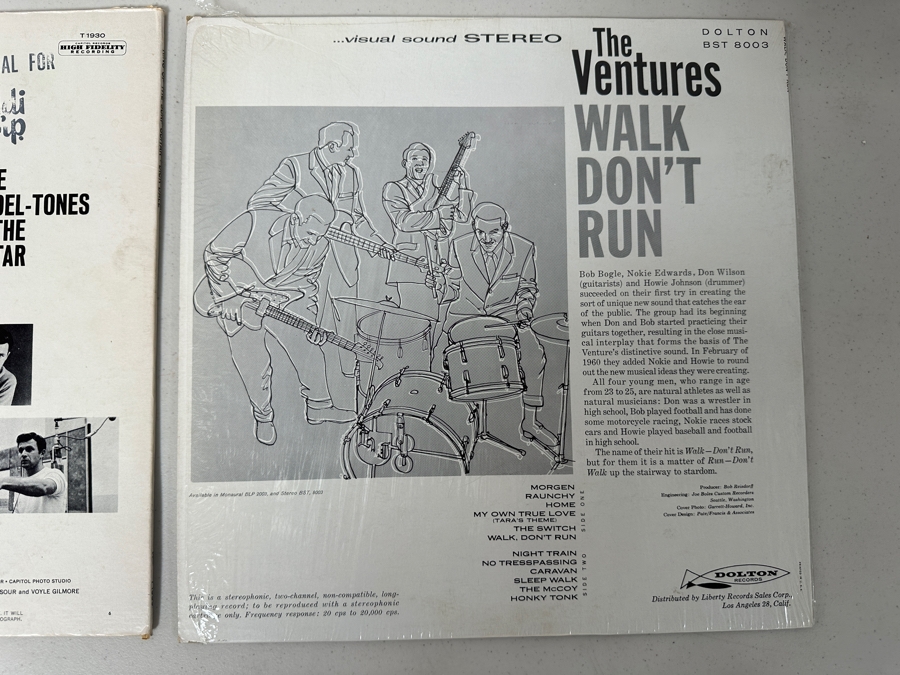 T 1930
CAPITOL RECORDS
HIGH FIDELITY
RECORDING
AL FOR
DEL-TONES
THE
TAR
R • CAPITOL PHOTO STUDIO
SOUR and VOYLE GILMORE
IT WILL
OGRAPH.
...visual sound STEREO
DOLTON
BST 8003
The
Ventures
WALK
DON'T
RUN
Bob Bogle, Nokie Edwards, Don Wilson
(guitarists) and Howie Johnson (drummer)
succeeded on their first try in creating the
sort of unique new sound that catches the ear
of the public. The group had its beginning
when Don and Bob started practicing their
guitars together, resulting in the close musi-
cal interplay that forms the basis of The
Venture's distinctive sound. In February of
1960 they added Nokie and Howie to round
out the new musical ideas they were creating.
All four young men, who range in age
from 23 to 25, are natural athletes as well as
natural musicians: Don was a wrestler in
high school, Bob played football and has done
some motorcycle racing, Nokie races stock
cars and Howie played baseball and football
in high school.
The name of their hit is Walk—Don't Run,
but for them it is a matter of Run—Don't
Walk up the stairway to stardom.
Available in Monaural BLP 2003, and Stereo BST, 8003
MORGEN
RAUNCHY
HOME
MY OWN TRUE LOVE
(TARA'S THEME)
THE SWITCH
WALK, DON'T RUN
SIDE ONE
NIGHT TRAIN
NO TRESSPASSING
CARAVAN
SLEEP WALK
THE McCOY
HONKY TONK
SIDE TWO
Producer: Bob Reisdorff
Engineering: Joe Boles Custom Recorders
Seattle, Washington
Cover Photo: Garrett-Howard, Inc.
Cover Design: Pate/Francis & Associates
DOLTON
RECORDS
Distributed by Liberty Records Sales Corp.,
Los Angeles 28, Calif.
This is a stereophonic, two-channel, non-compatible, long-
playing record; to be reproduced with a stereophonic
cartridge only. Frequency response: 20 cps to 20,000 cps.